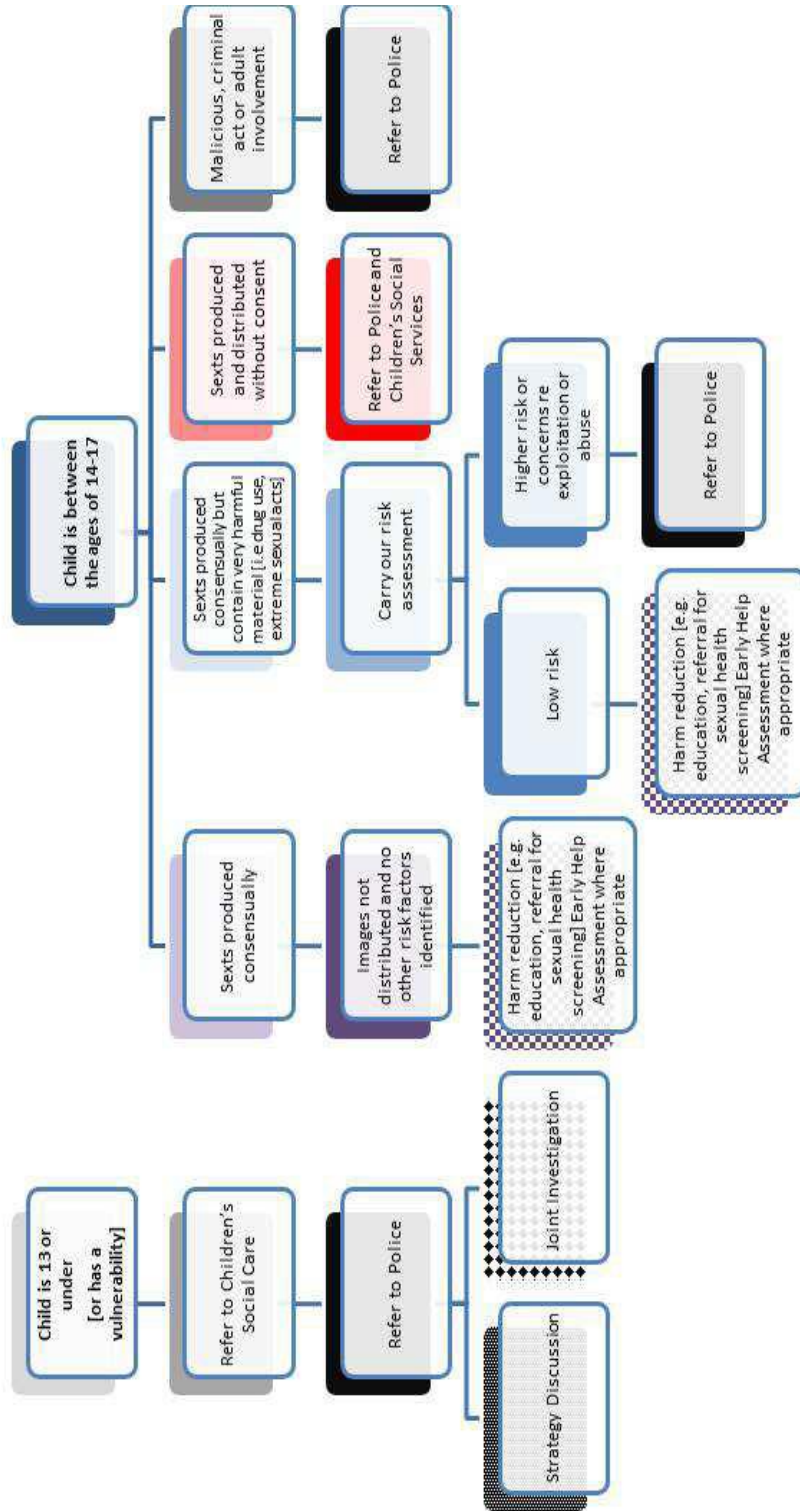 Child is 13 or
under
[or has a
vulnerability]
Refer to Children's
Social Care
Refer to Police
Strategy Discussion
Joint Investigation
Child is between
the ages of 14-17
Sexts produced
consensually
Images not
distributed and no
other risk factors
identified
Harm reduction [e.g.
education, referral for
sexual health
screening] Early Help
Assessment where
appropriate
Sexts produced
consensually but
contain very harmful
material [i.e drug use,
extreme sexual acts]
Carry our risk
assessment
Low risk
Harm reduction [e.g.
education, referral for
sexual health
screening] Early Help
Assessment where
appropriate
Higher risk or
concerns re
exploitation or
abuse
Refer to Police
Sexts produced
and distributed
without consent
Refer to Police and
Children's Social
Services
Malicious, criminal
act or adult
involvement
Refer to Police